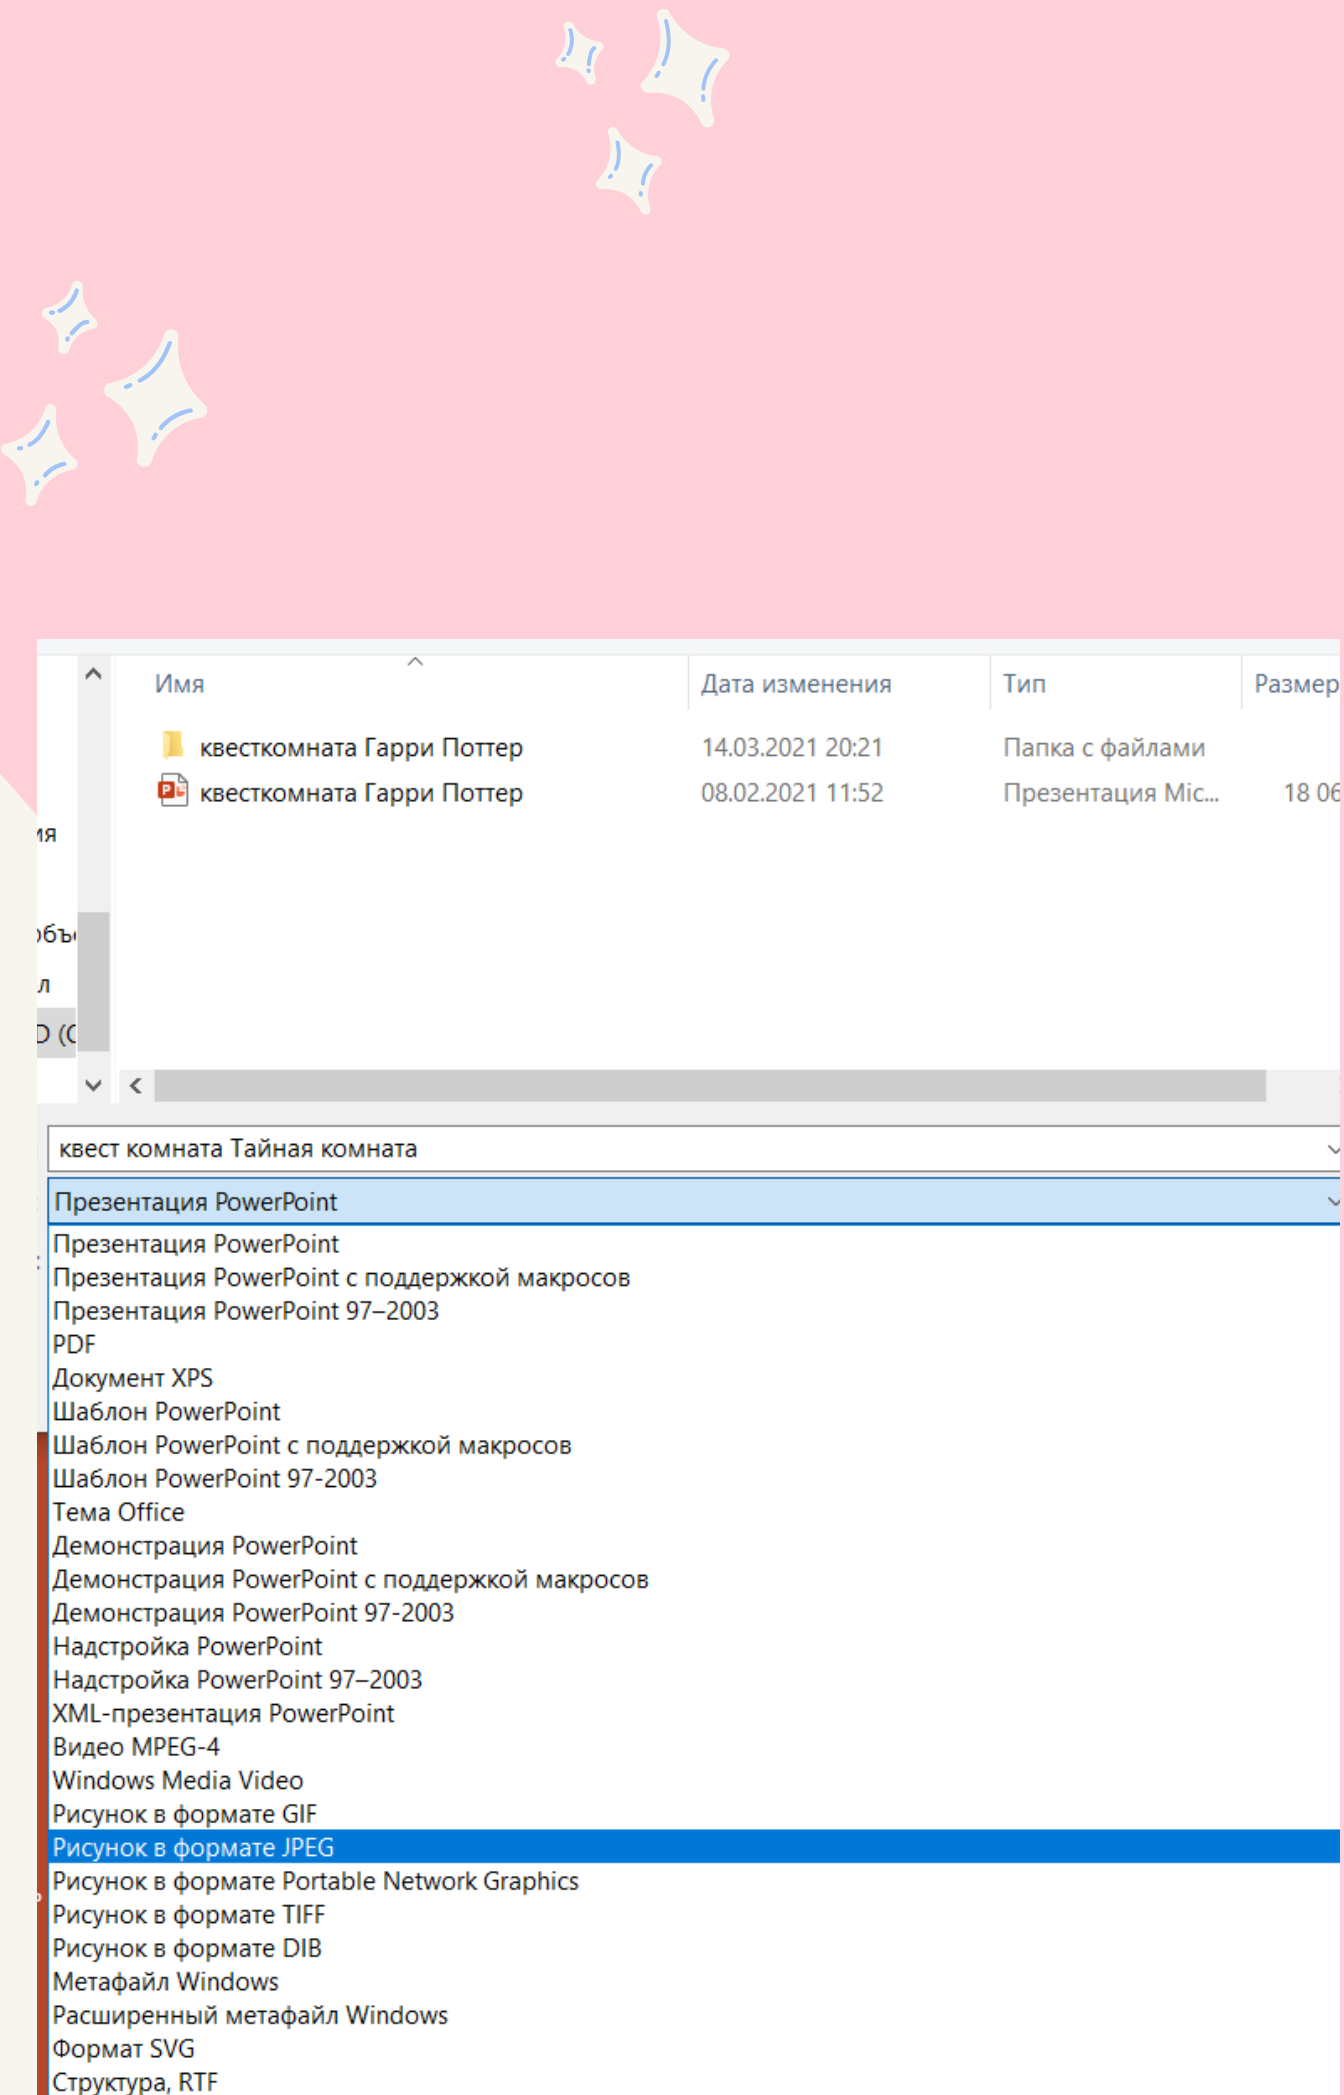 Имя Дата изменения Тип Размер
квесткомната Гарри Поттер 14.03.2021 20:21 Папка с файлами
квесткомната Гарри Поттер 08.02.2021 11:52 Презентация Mic... 18 06
ия
объ
л
D (C
квест комната Тайная комната
Презентация PowerPoint
Презентация PowerPoint
Презентация PowerPoint с поддержкой макросов
Презентация PowerPoint 97–2003
PDF
Документ XPS
Шаблон PowerPoint
Шаблон PowerPoint с поддержкой макросов
Шаблон PowerPoint 97-2003
Тема Office
Демонстрация PowerPoint
Демонстрация PowerPoint с поддержкой макросов
Демонстрация PowerPoint 97-2003
Надстройка PowerPoint
Надстройка PowerPoint 97–2003
XML-презентация PowerPoint
Видео MPEG-4
Windows Media Video
Рисунок в формате GIF
Рисунок в формате JPEG
Рисунок в формате Portable Network Graphics
Рисунок в формате TIFF
Рисунок в формате DIB
Метафайл Windows
Расширенный метафайл Windows
Формат SVG
Структура, RTF